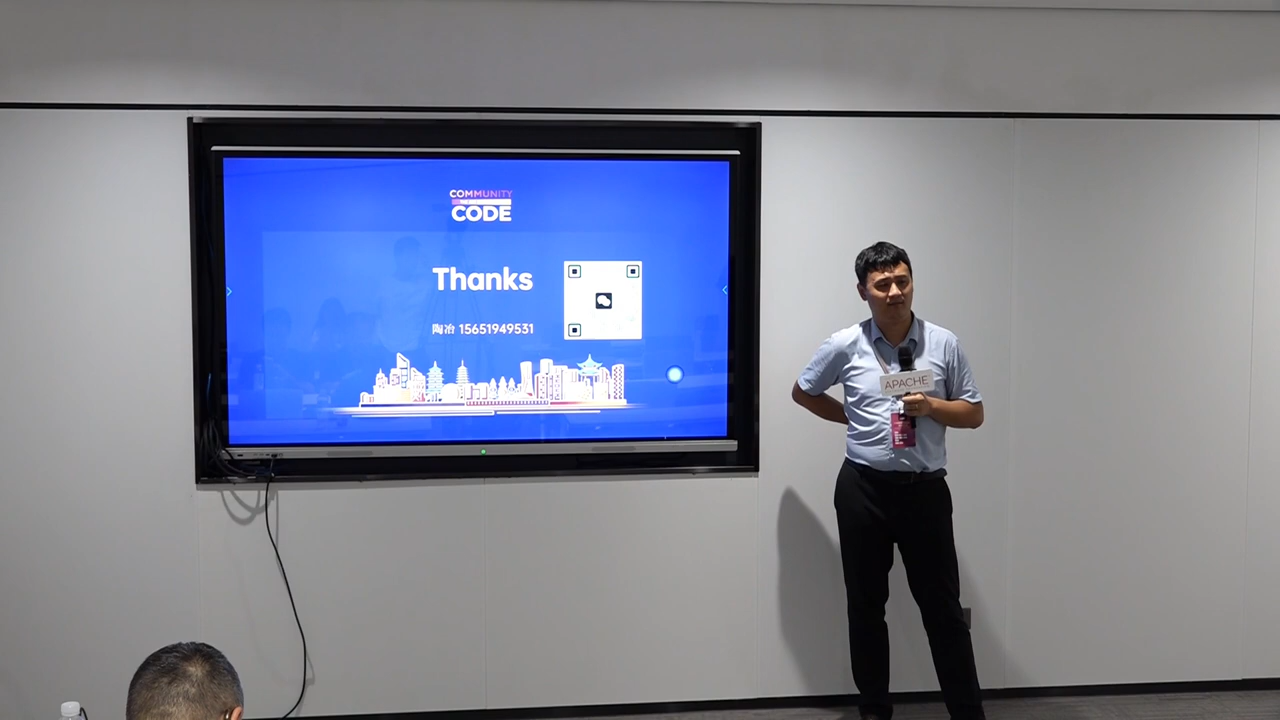 COMMUNITY
CODE
Thanks
陶冶 15651949531
APACHE